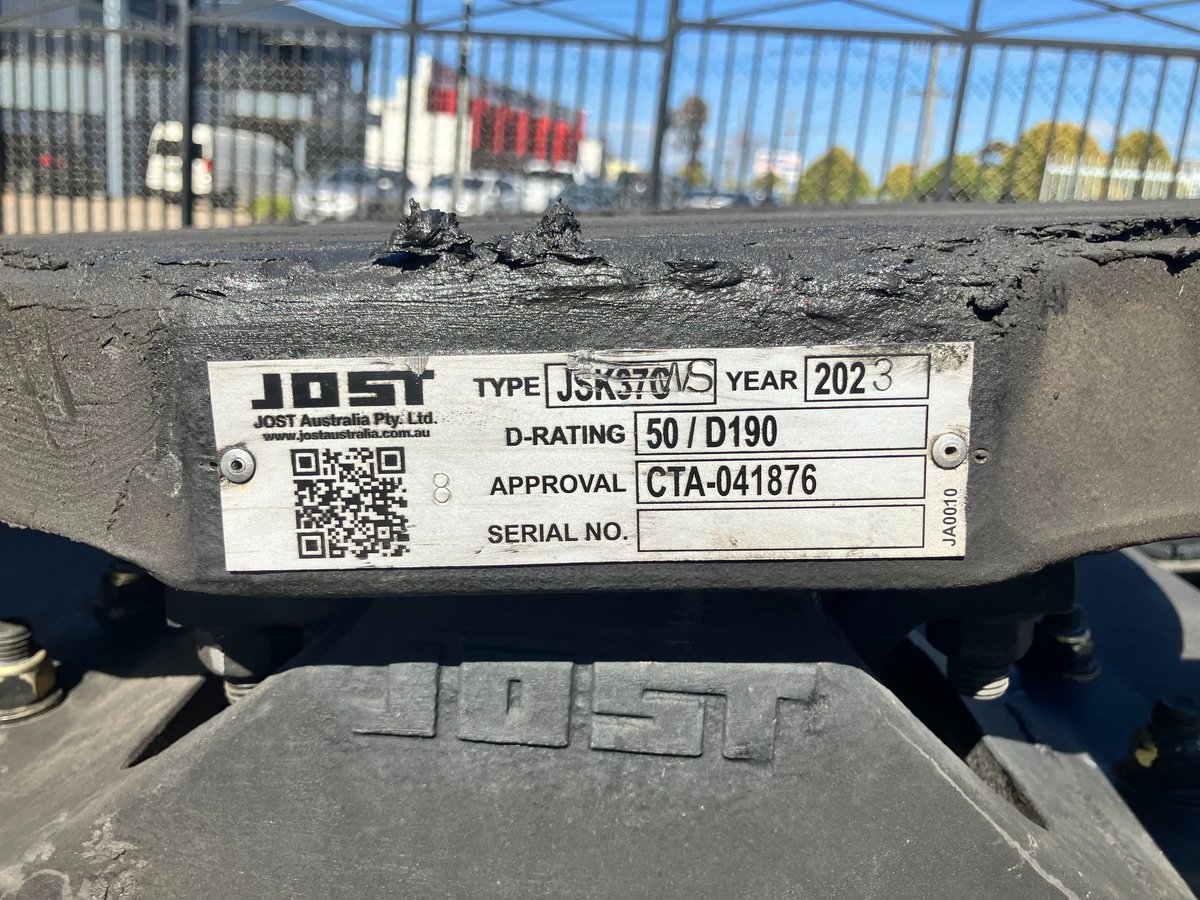 JOST
JOST Australia Pty. Ltd.
www.jostaustralia.com.au
TYPE JSK37CWS YEAR 2023
D-RATING 50 / D190
8 APPROVAL CTA-041876
SERIAL NO.
JA0010
JOST